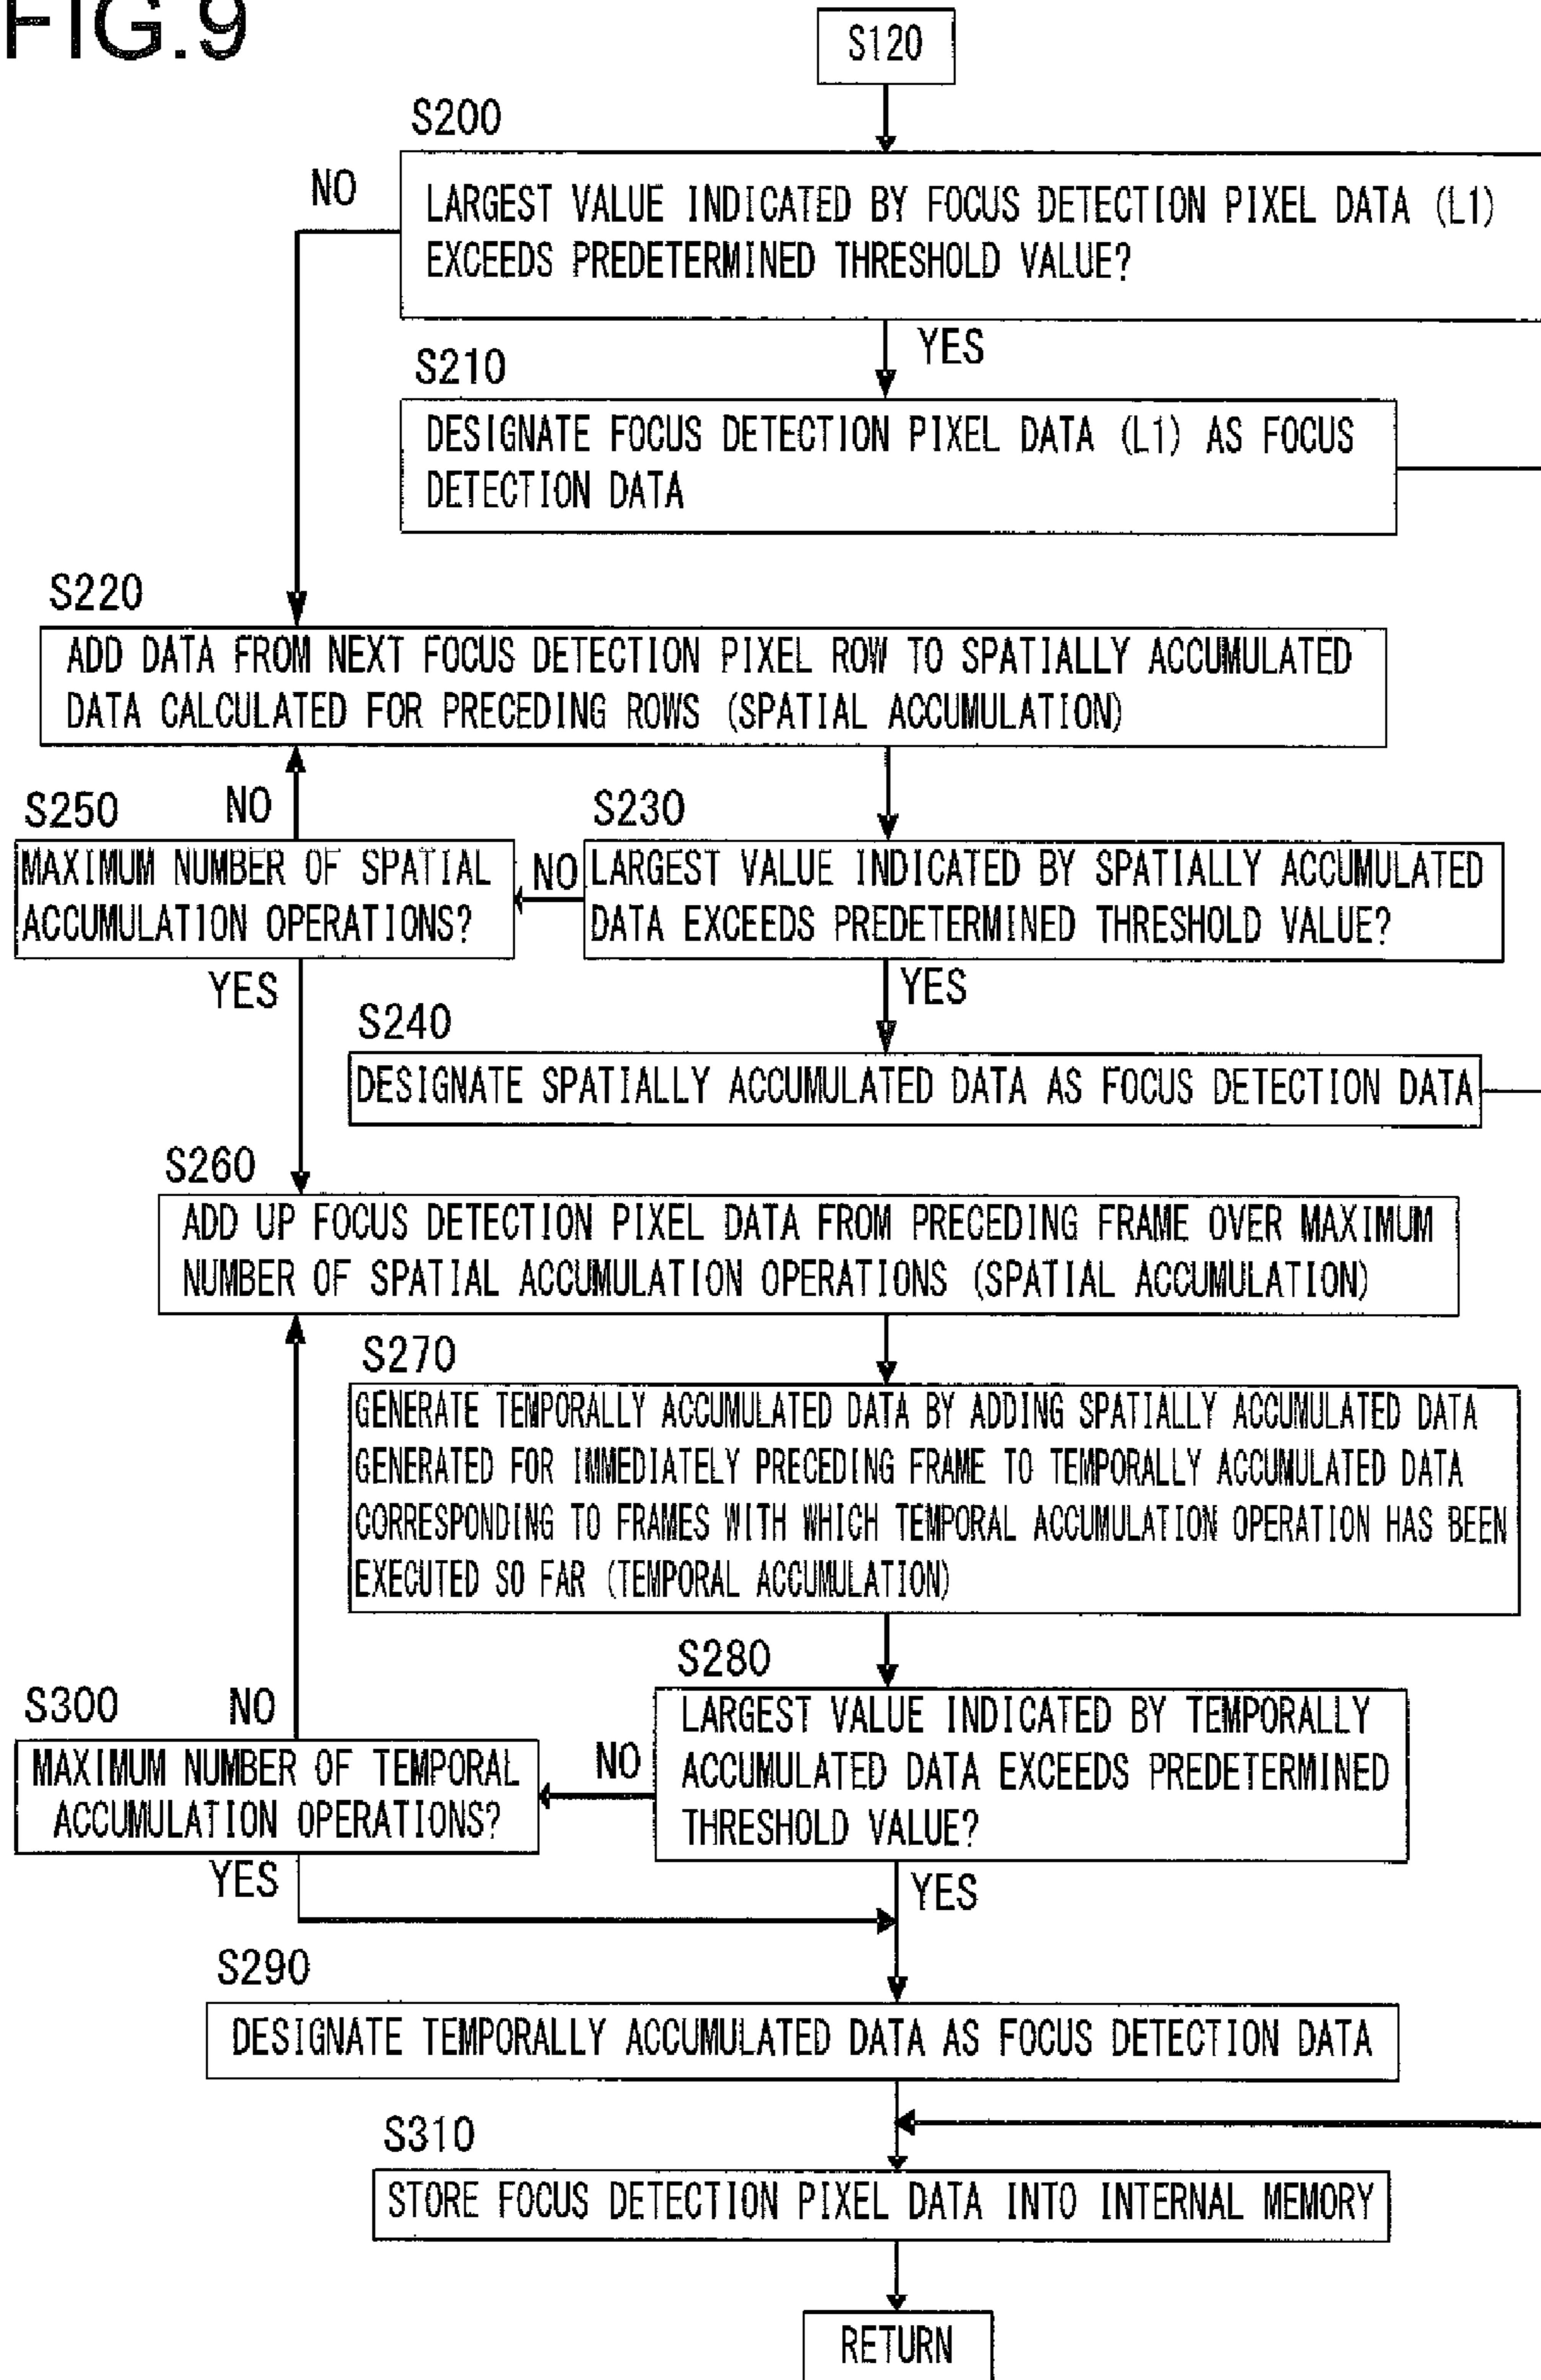 FIG.9
S120
S200
NO
LARGEST VALUE INDICATED BY FOCUS DETECTION PIXEL DATA (L1)
EXCEEDS PREDETERMINED THRESHOLD VALUE?
YES
S210
DESIGNATE FOCUS DETECTION PIXEL DATA (L1) AS FOCUS
DETECTION DATA
S220
ADD DATA FROM NEXT FOCUS DETECTION PIXEL ROW TO SPATIALLY ACCUMULATED
DATA CALCULATED FOR PRECEDING ROWS (SPATIAL ACCUMULATION)
S250
NO
MAXIMUM NUMBER OF SPATIAL
ACCUMULATION OPERATIONS?
NO
S230
LARGEST VALUE INDICATED BY SPATIALLY ACCUMULATED
DATA EXCEEDS PREDETERMINED THRESHOLD VALUE?
YES
YES
S240
DESIGNATE SPATIALLY ACCUMULATED DATA AS FOCUS DETECTION DATA
S260
ADD UP FOCUS DETECTION PIXEL DATA FROM PRECEDING FRAME OVER MAXIMUM
NUMBER OF SPATIAL ACCUMULATION OPERATIONS (SPATIAL ACCUMULATION)
S270
GENERATE TEMPORALLY ACCUMULATED DATA BY ADDING SPATIALLY ACCUMULATED DATA
GENERATED FOR IMMEDIATELY PRECEDING FRAME TO TEMPORALLY ACCUMULATED DATA
CORRESPONDING TO FRAMES WITH WHICH TEMPORAL ACCUMULATION OPERATION HAS BEEN
EXECUTED SO FAR (TEMPORAL ACCUMULATION)
S280
LARGEST VALUE INDICATED BY TEMPORALLY
ACCUMULATED DATA EXCEEDS PREDETERMINED
THRESHOLD VALUE?
NO
S300
NO
MAXIMUM NUMBER OF TEMPORAL
ACCUMULATION OPERATIONS?
YES
YES
S290
DESIGNATE TEMPORALLY ACCUMULATED DATA AS FOCUS DETECTION DATA
S310
STORE FOCUS DETECTION PIXEL DATA INTO INTERNAL MEMORY
RETURN